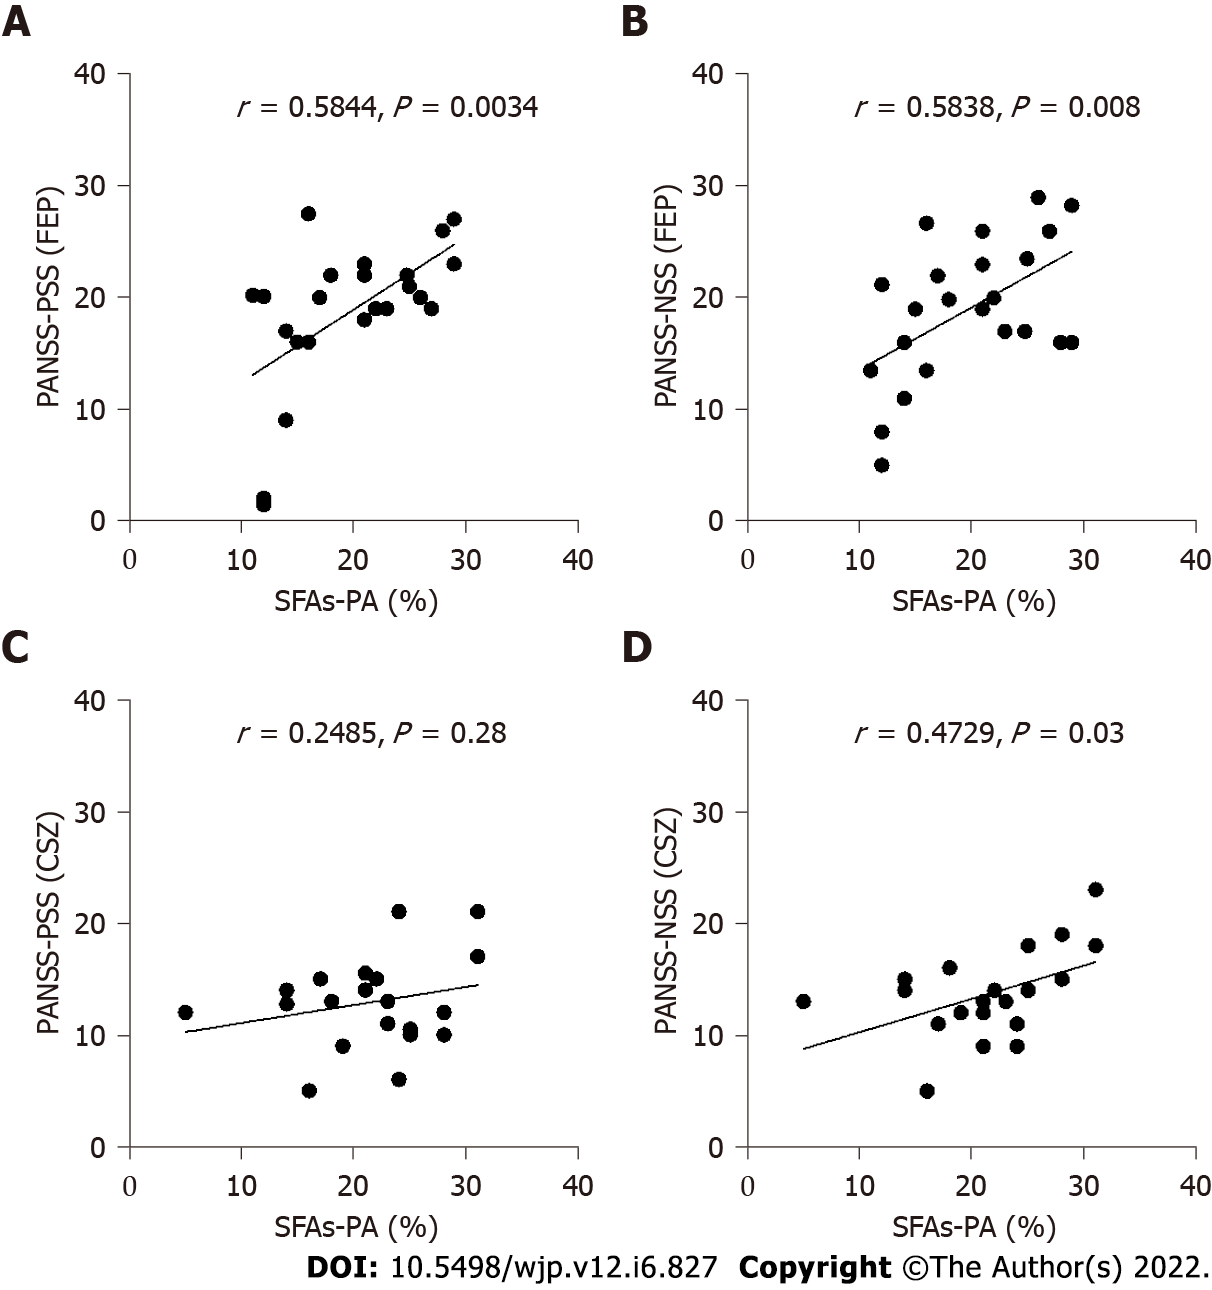 A
40
30
20
10
0
PANSS-PSS (FEP)
r = 0.5844, P = 0.0034
0 10 20 30 40
SFAs-PA (%)
B
40
30
20
10
0
PANSS-NSS (FEP)
r = 0.5838, P = 0.008
0 10 20 30 40
SFAs-PA (%)
C
40
30
20
10
0
PANSS-PSS (CSZ)
r = 0.2485, P = 0.28
0 10 20 30 40
SFAs-PA (%)
D
40
30
20
10
0
PANSS-NSS (CSZ)
r = 0.4729, P = 0.03
0 10 20 30 40
SFAs-PA (%)
DOI: 10.5498/wjp.v12.i6.827 Copyright ©The Author(s) 2022.